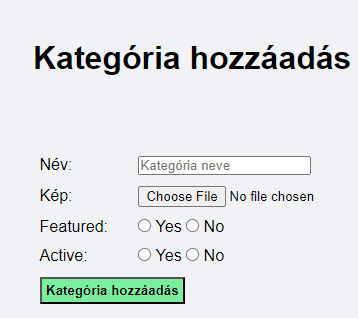 Kategória hozzáadás
Név: Kategória neve
Kép: Choose File No file chosen
Featured: Yes No
Active: Yes No
Kategória hozzáadás